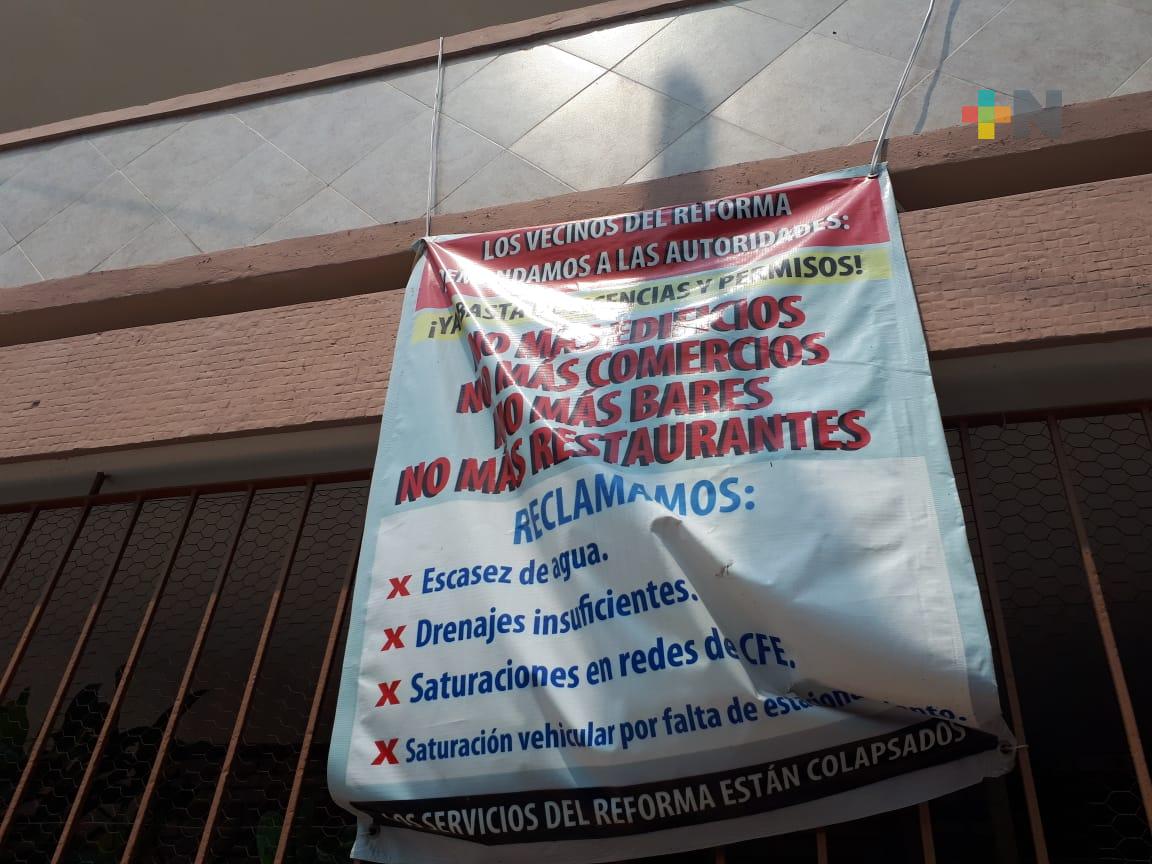 +N
LOS VECINOS DEL REFORMA
DEMANDAMOS A LAS AUTORIDADES:
¡YA BASTA DE LICENCIAS Y PERMISOS!
NO MÁS EDIFICIOS
NO MÁS COMERCIOS
NO MÁS BARES
NO MÁS RESTAURANTES
RECLAMAMOS:
X Escasez de agua.
X Drenajes insuficientes.
X Saturaciones en redes de CFE.
X Saturación vehicular por falta de estacionamiento.
LOS SERVICIOS DEL REFORMA ESTÁN COLAPSADOS